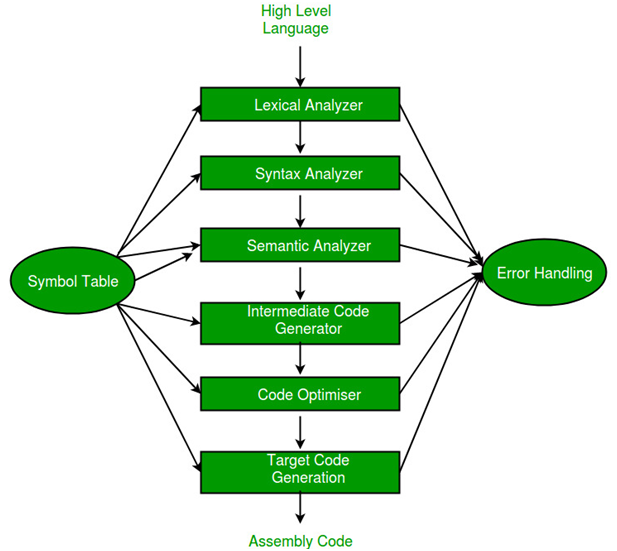 High Level
Language
Lexical Analyzer
Syntax Analyzer
Semantic Analyzer
Symbol Table
Error Handling
Intermediate Code
Generator
Code Optimiser
Target Code
Generation
Assembly Code